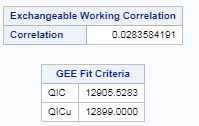 Exchangeable Working Correlation
Correlation 0.0283584191
GEE Fit Criteria
QIC 12905.5283
QICu 12899.0000